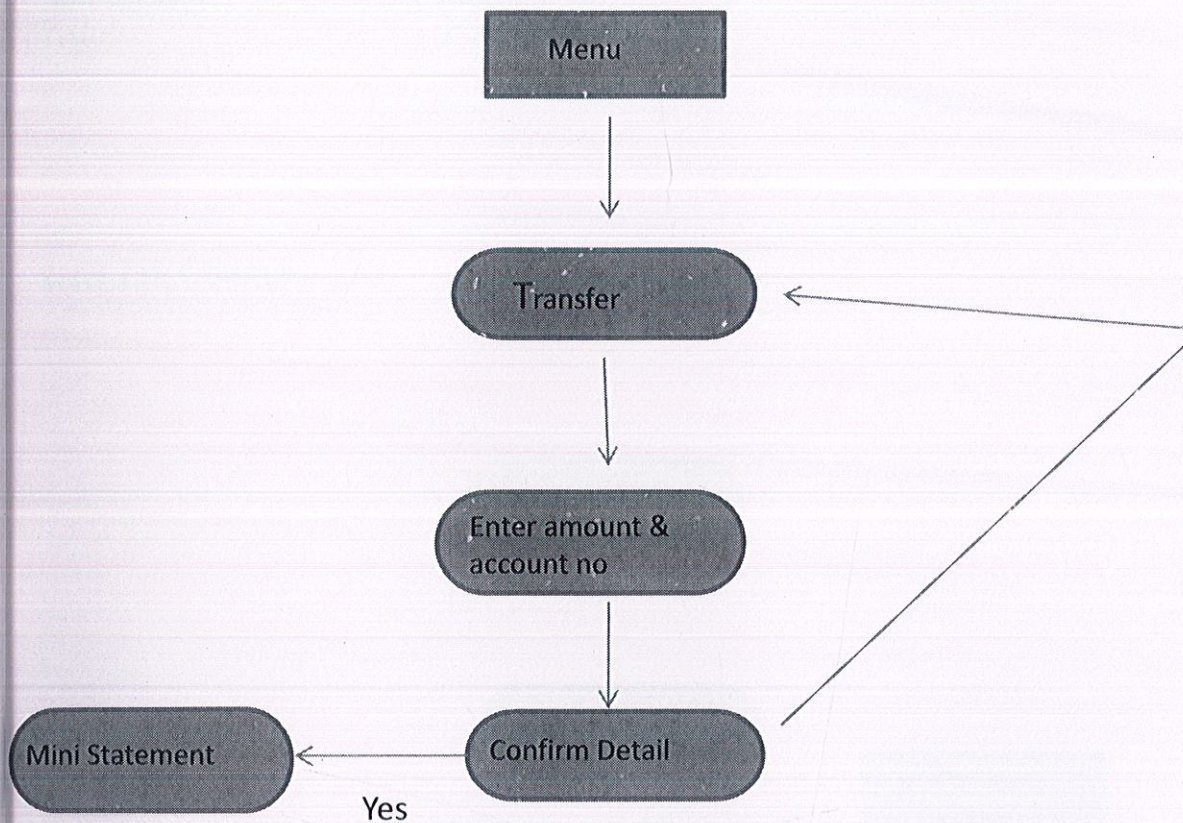 Menu
Transfer
Enter amount &
account no
Mini Statement
Confirm Detail
Yes